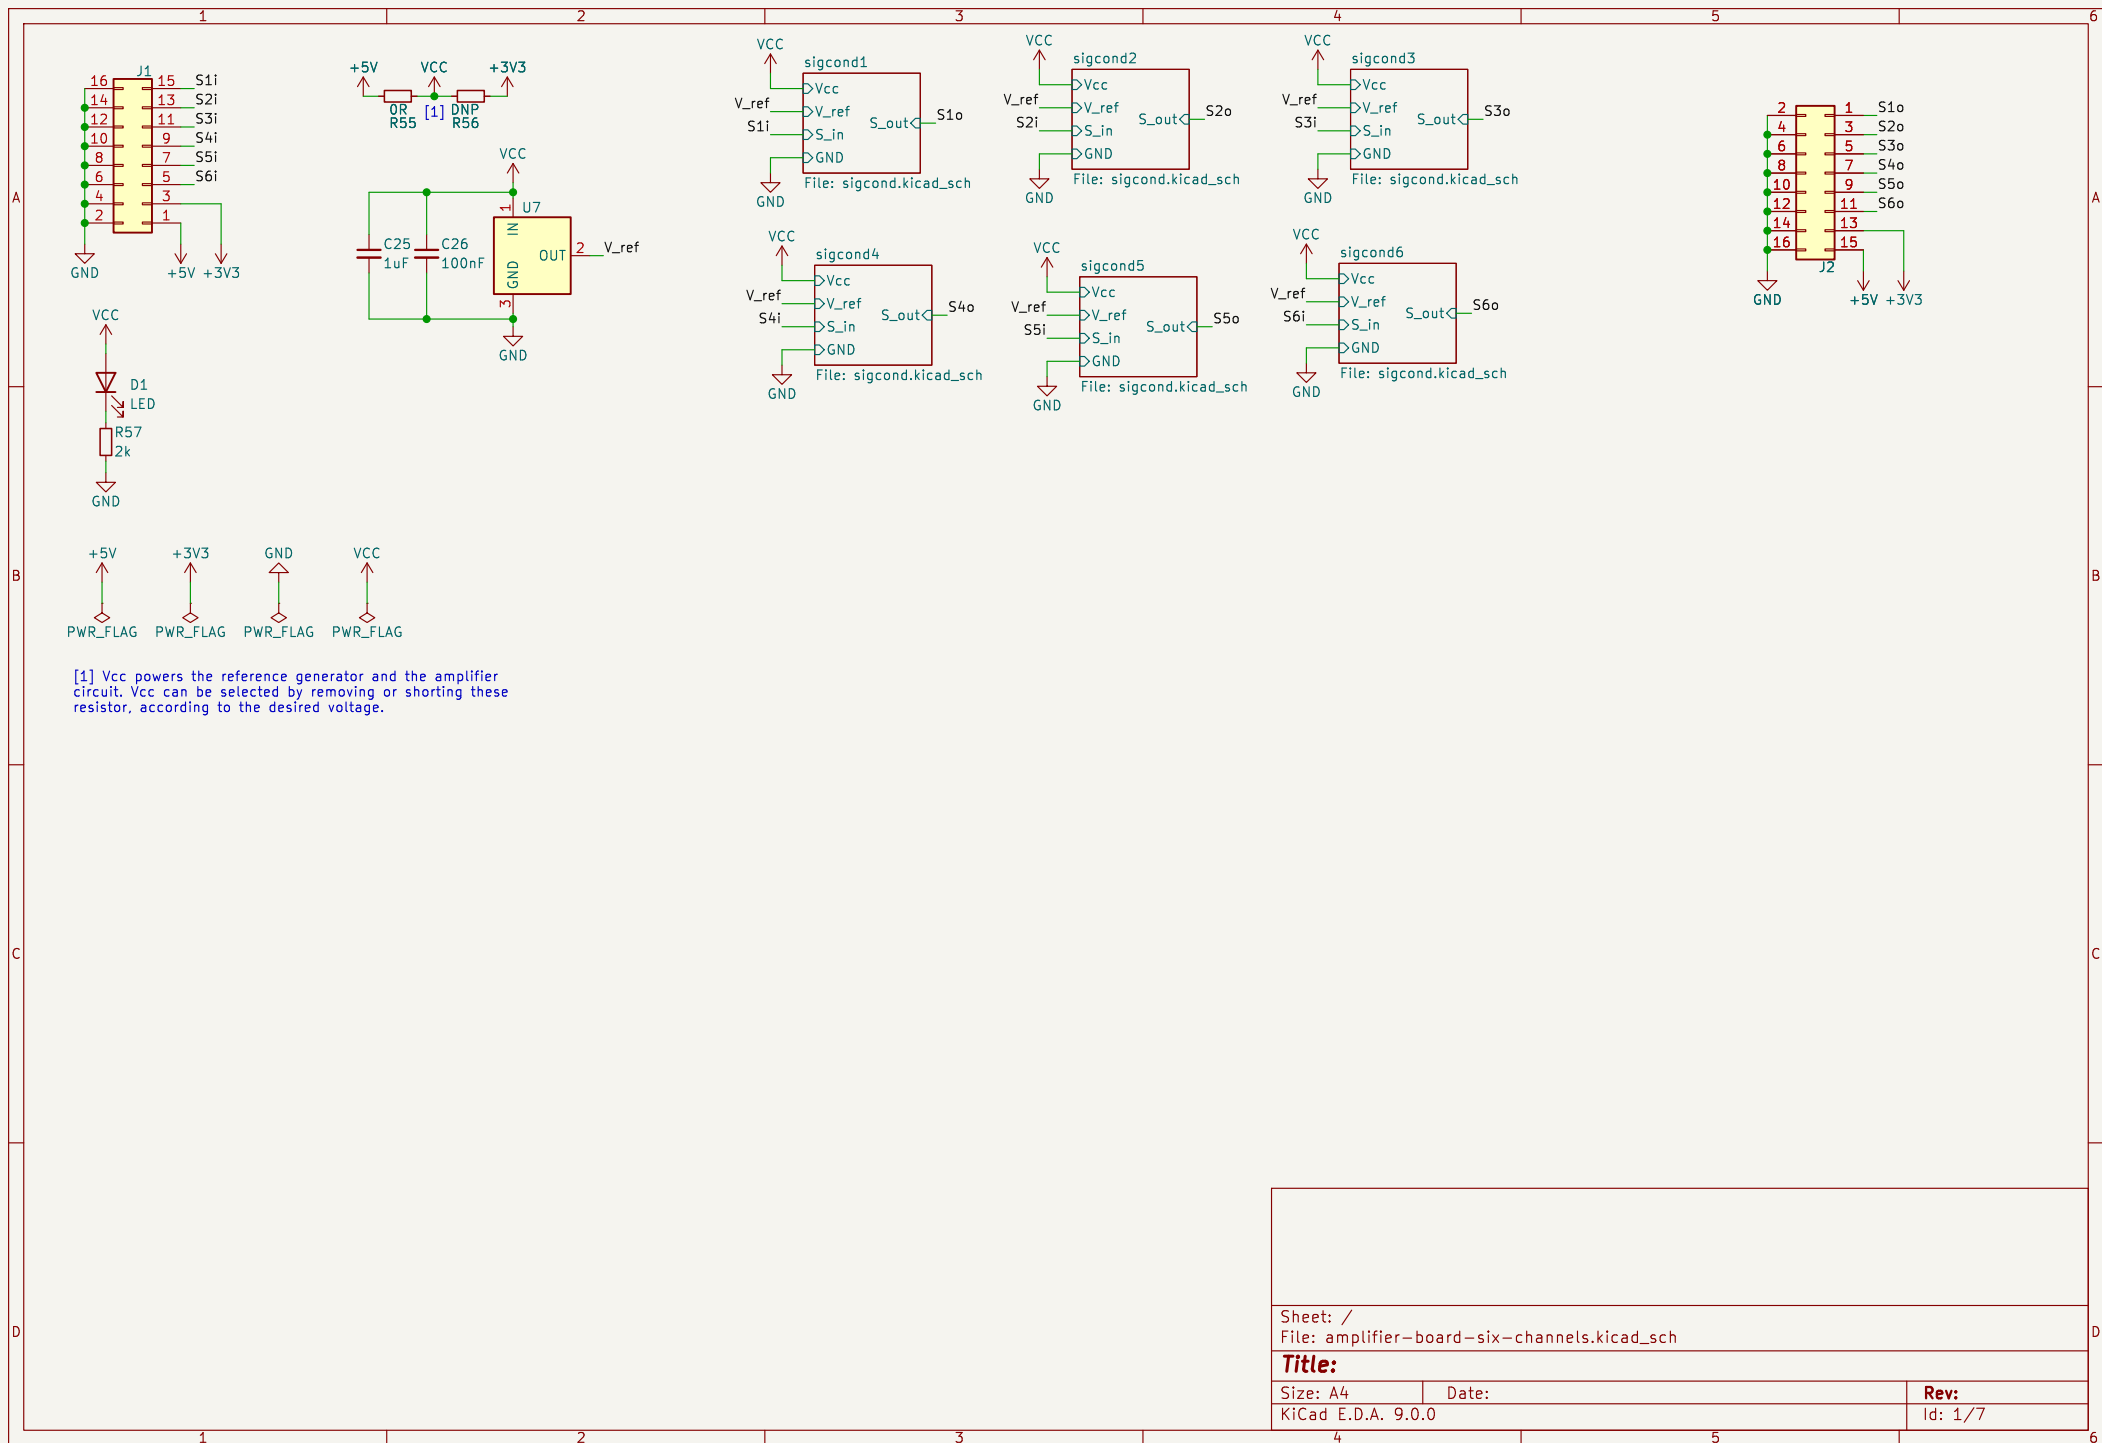 1 2 3 4 5 6
A
B
C
D
A
B
C
D
1 2 3 4 5 6
J1
16 15 S1i
14 13 S2i
12 11 S3i
10 9 S4i
8 7 S5i
6 5 S6i
4 3
2 1
GND +5V +3V3
+5V VCC +3V3
0R [1] DNP
R55 R56
VCC
1 U7
IN
C25 C26
1uF 100nF
OUT 2 V_ref
GND
3
GND
VCC
D1
LED
R57
2k
GND
+5V +3V3 GND VCC
PWR_FLAG PWR_FLAG PWR_FLAG PWR_FLAG
[1] Vcc powers the reference generator and the amplifier
circuit. Vcc can be selected by removing or shorting these
resistor, according to the desired voltage.
VCC
sigcond1
Vcc
V_ref V_ref
S1i S_in
S_out S1o
GND
File: sigcond.kicad_sch
GND
VCC
sigcond2
Vcc
V_ref V_ref
S2i S_in
S_out S2o
GND
File: sigcond.kicad_sch
GND
VCC
sigcond3
Vcc
V_ref V_ref
S3i S_in
S_out S3o
GND
File: sigcond.kicad_sch
GND
VCC
sigcond4
Vcc
V_ref V_ref
S4i S_in
S_out S4o
GND
File: sigcond.kicad_sch
GND
VCC
sigcond5
Vcc
V_ref V_ref
S5i S_in
S_out S5o
GND
File: sigcond.kicad_sch
GND
VCC
sigcond6
Vcc
V_ref V_ref
S6i S_in
S_out S6o
GND
File: sigcond.kicad_sch
GND
2 1 S1o
4 3 S2o
6 5 S3o
8 7 S4o
10 9 S5o
12 11 S6o
14 13
16 15
J2
GND +5V +3V3
Sheet: /
File: amplifier-board-six-channels.kicad_sch
Title:
Size: A4 Date: Rev:
KiCad E.D.A. 9.0.0 Id: 1/7